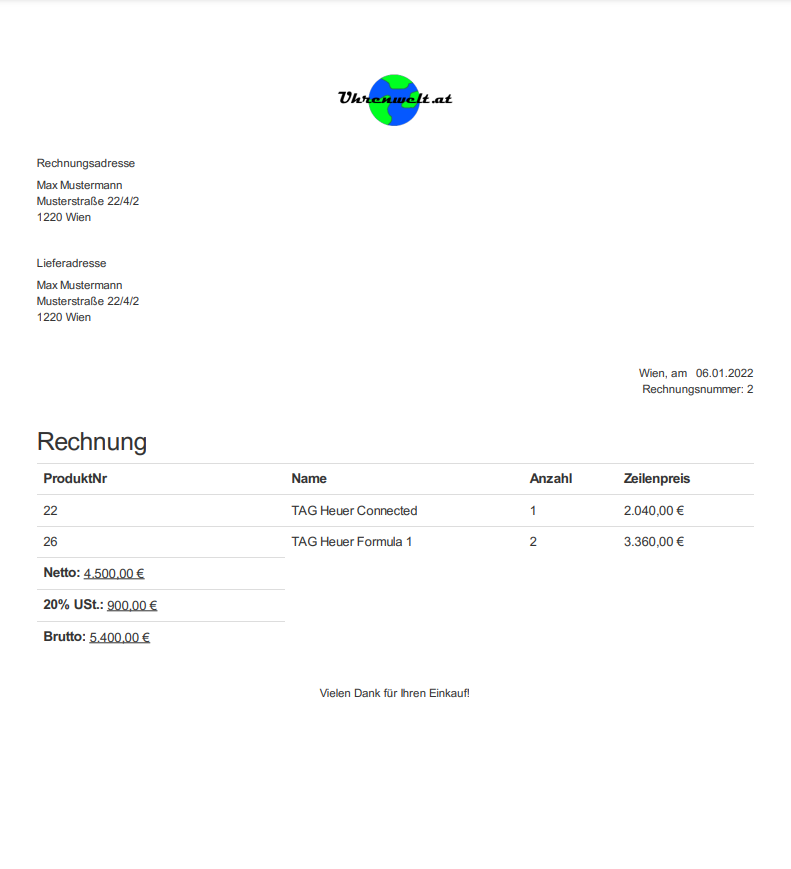 Uhrenwelt.at
Rechnungsadresse
Max Mustermann
Musterstraße 22/4/2
1220 Wien
Lieferadresse
Max Mustermann
Musterstraße 22/4/2
1220 Wien
Wien, am 06.01.2022
Rechnungsnummer: 2
Rechnung
ProduktNr Name Anzahl Zeilenpreis
22 TAG Heuer Connected 1 2.040,00 €
26 TAG Heuer Formula 1 2 3.360,00 €
Netto: 4.500,00 €
20% USt.: 900,00 €
Brutto: 5.400,00 €
Vielen Dank für Ihren Einkauf!